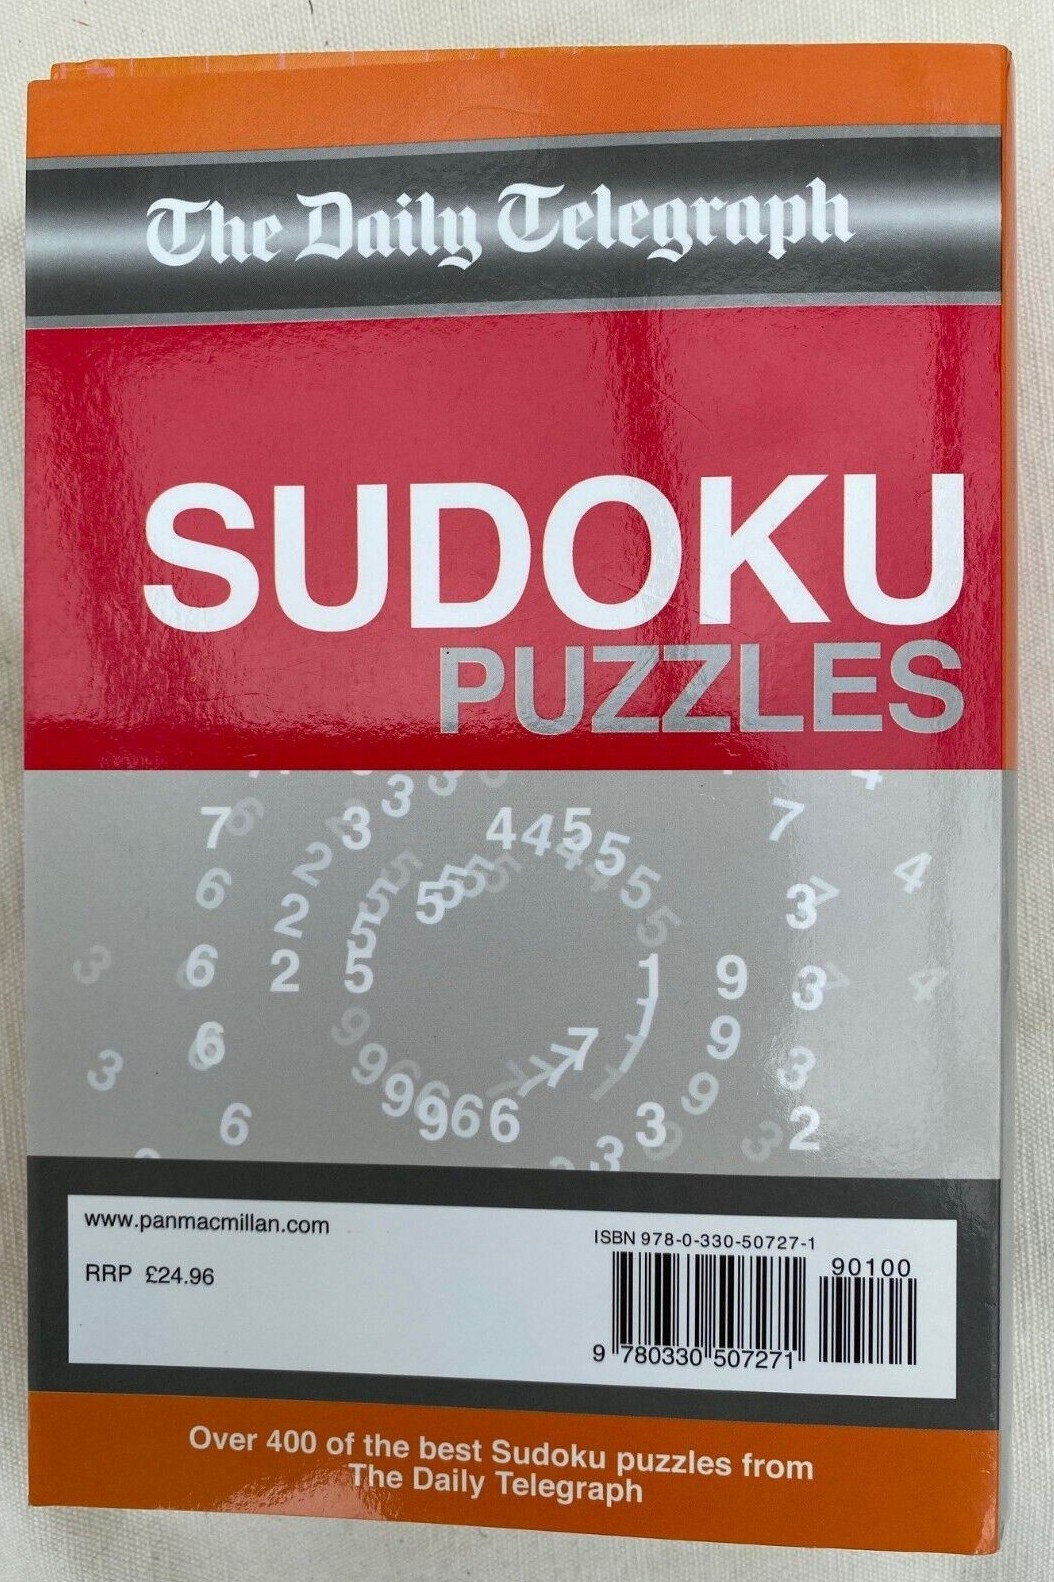 The Daily Telegraph
SUDOKU
PUZZLES
www.panmacmillan.com
RRP £24.96
ISBN 978-0-330-50727-1
90100
9 780330 507271
Over 400 of the best Sudoku puzzles from
The Daily Telegraph